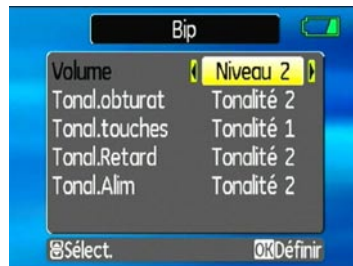 Bip
Volume Niveau 2
Tonal.obturat Tonalité 2
Tonal.touches Tonalité 1
Tonal.Retard Tonalité 2
Tonal.Alim Tonalité 2
Sélect. OK Définir